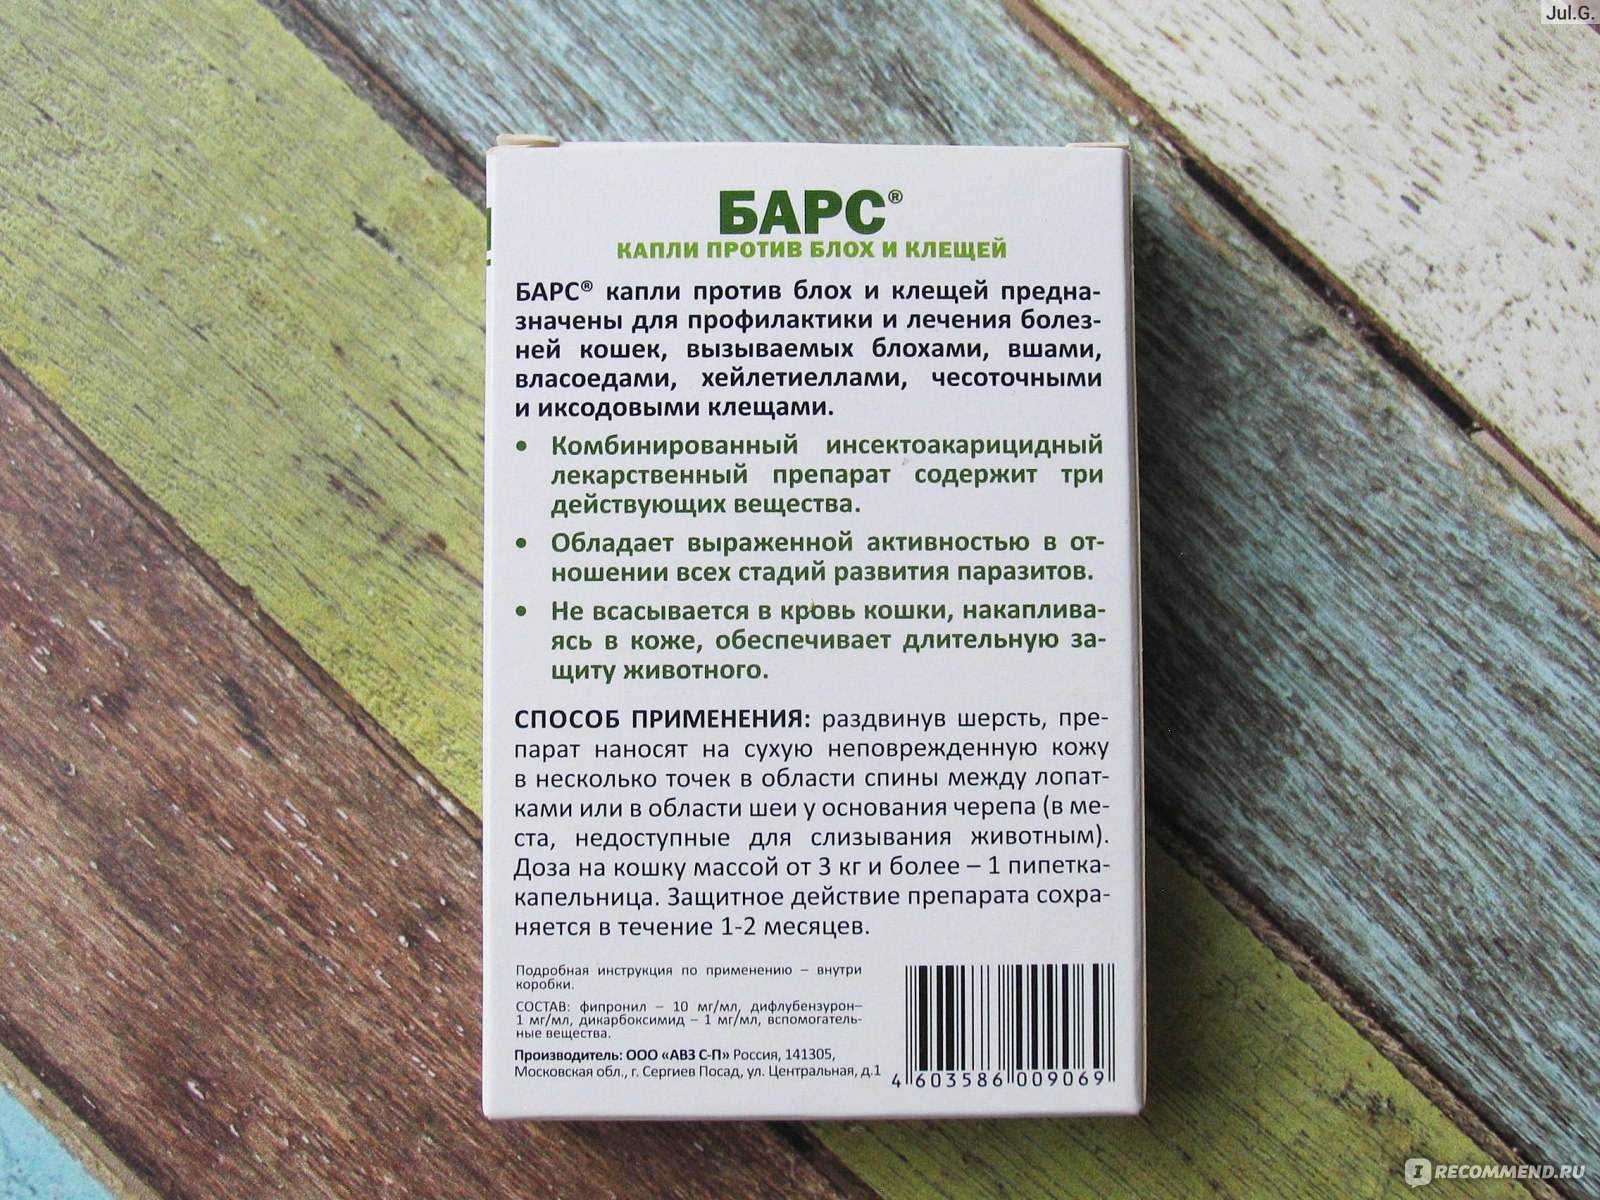 Jul.G.
БАРС®
КАПЛИ ПРОТИВ БЛОХ И КЛЕЩЕЙ
БАРС® капли против блох и клещей предна-
значены для профилактики и лечения болез-
ней кошек, вызываемых блохами, вшами,
власоедами, хейлетиеллами, чесоточными
и иксодовыми клещами.
• Комбинированный инсектоакарицидный
лекарственный препарат содержит три
действующих вещества.
• Обладает выраженной активностью в от-
ношении всех стадий развития паразитов.
• Не всасывается в кровь кошки, накаплива-
ясь в коже, обеспечивает длительную за-
щиту животного.
СПОСОБ ПРИМЕНЕНИЯ: раздвинув шерсть, пре-
парат наносят на сухую неповрежденную кожу
в несколько точек в области спины между лопат-
ками или в области шеи у основания черепа (в ме-
ста, недоступные для слизывания животным).
Доза на кошку массой от 3 кг и более – 1 пипетка-
капельница. Защитное действие препарата сохра-
няется в течение 1-2 месяцев.
Подробная инструкция по применению – внутри
коробки.
СОСТАВ: фипронил – 10 мг/мл, дифлубензурон–
1 мг/мл, дикарбоксимид – 1 мг/мл, вспомогатель-
ные вещества.
Производитель: ООО «АВЗ С-П» Россия, 141305,
Московская обл., г. Сергиев Посад, ул. Центральная, д.1
4 603586 009069
IRECOMMEND.RU